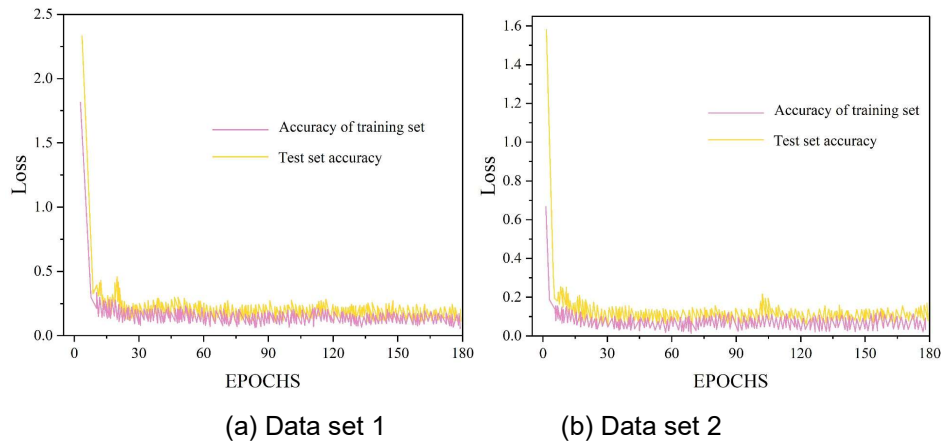 2.5
2.0
1.5
1.0
0.5
0.0
Loss
Accuracy of training set
Test set accuracy
0 30 60 90 120 150 180
EPOCHS
(a) Data set 1
1.6
1.4
1.2
1.0
0.8
0.6
0.4
0.2
0.0
Loss
Accuracy of training set
Test set accuracy
0 30 60 90 120 150 180
EPOCHS
(b) Data set 2